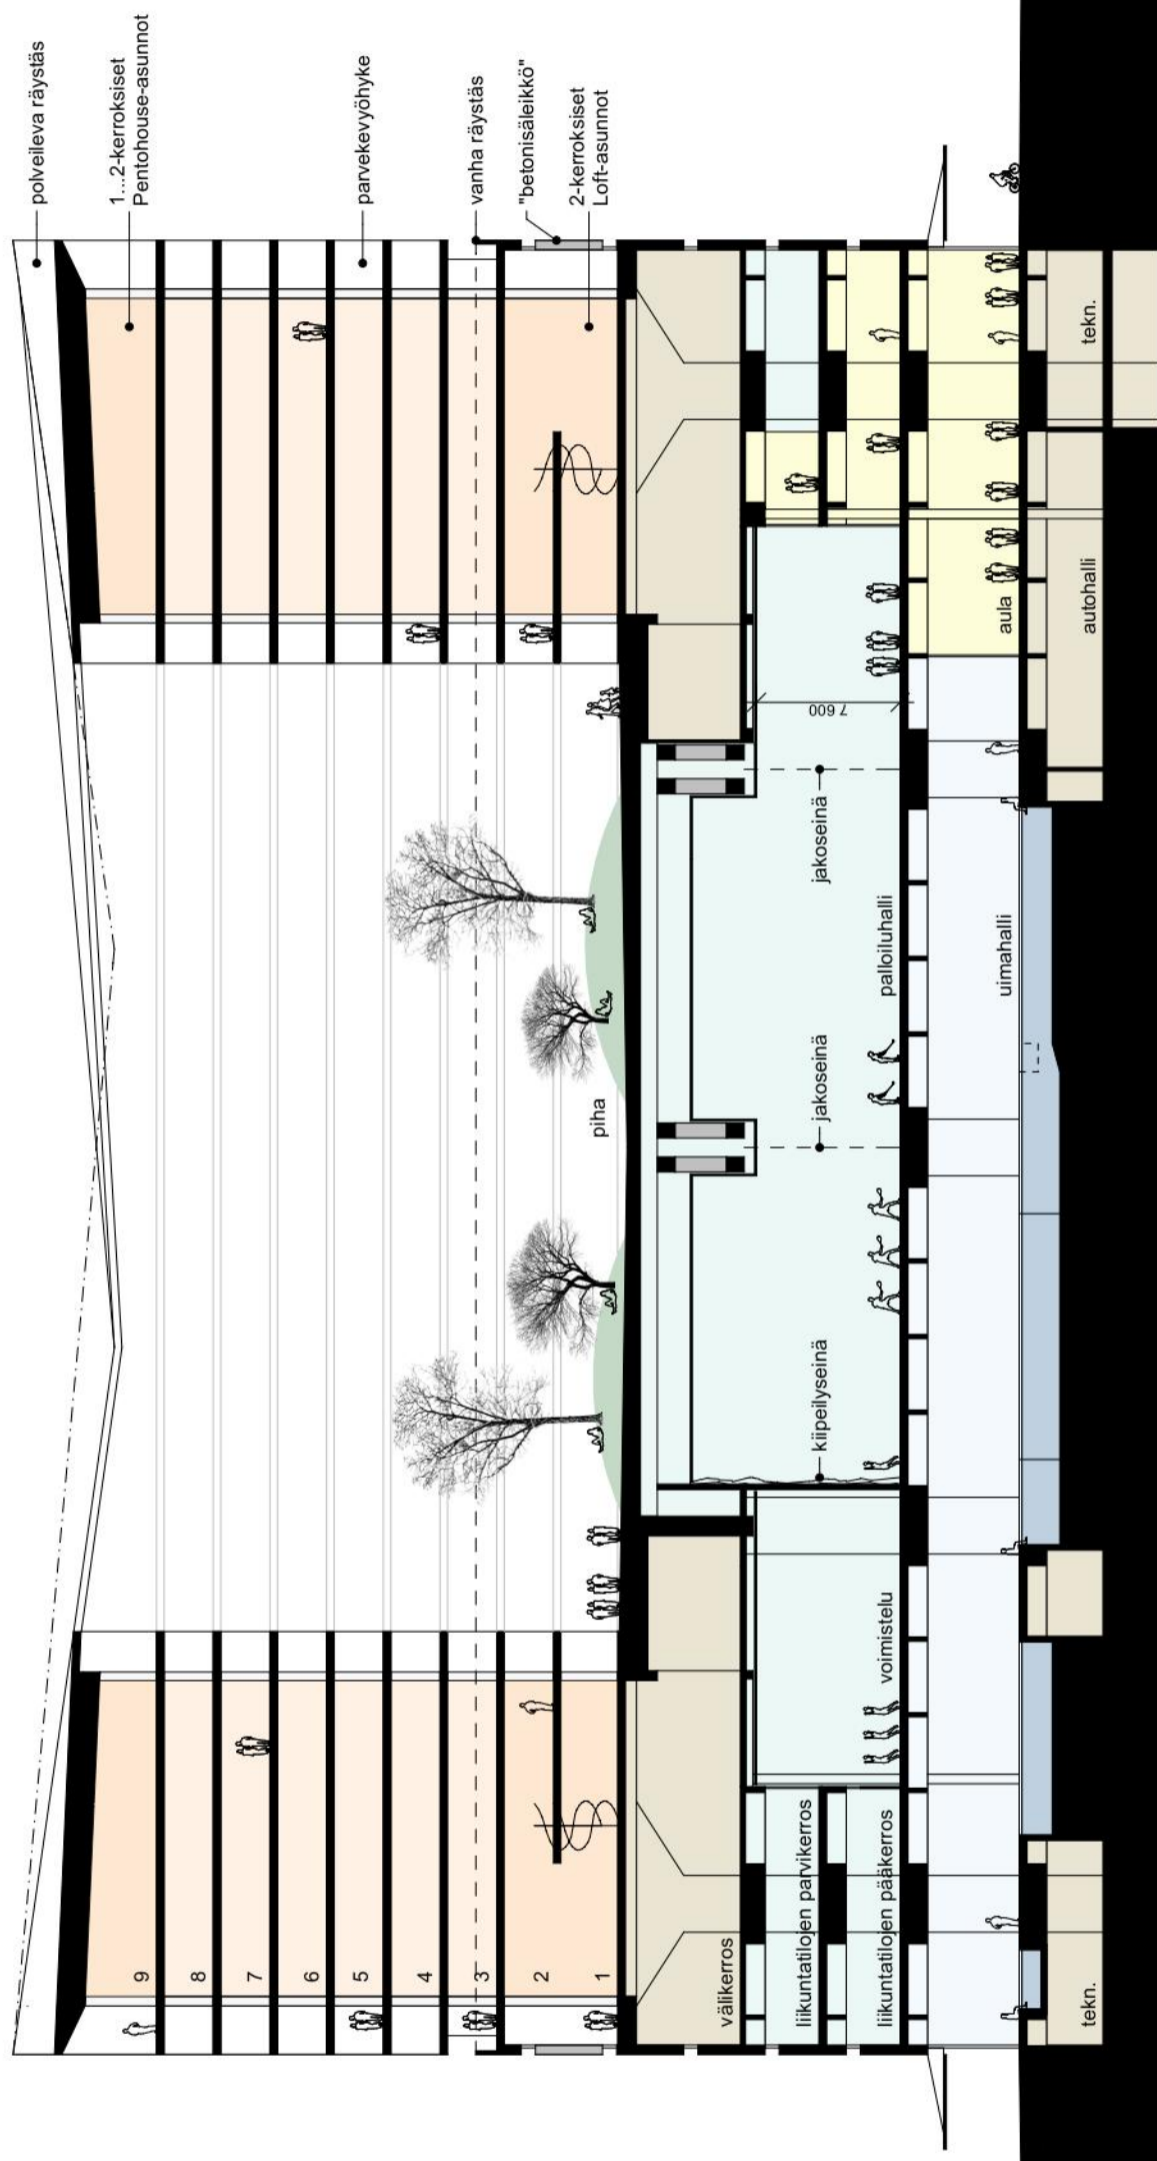 polveileva räystäs
1...2-kerroksiset
Pentohouse-asunnot
parvekevyöhyke
vanha räystäs
"betonisäleikkö"
2-kerroksiset
Loft-asunnot
9
8
7
6
5
4
3
2
1
piha
välikerros
liikuntatilojen parvikerros
liikuntatilojen pääkerros
voimistelu
kiipeilyseinä
jakoseinä
jakoseinä
7 600
palloiluhalli
uimahalli
aula
tekn.
autohalli
tekn.